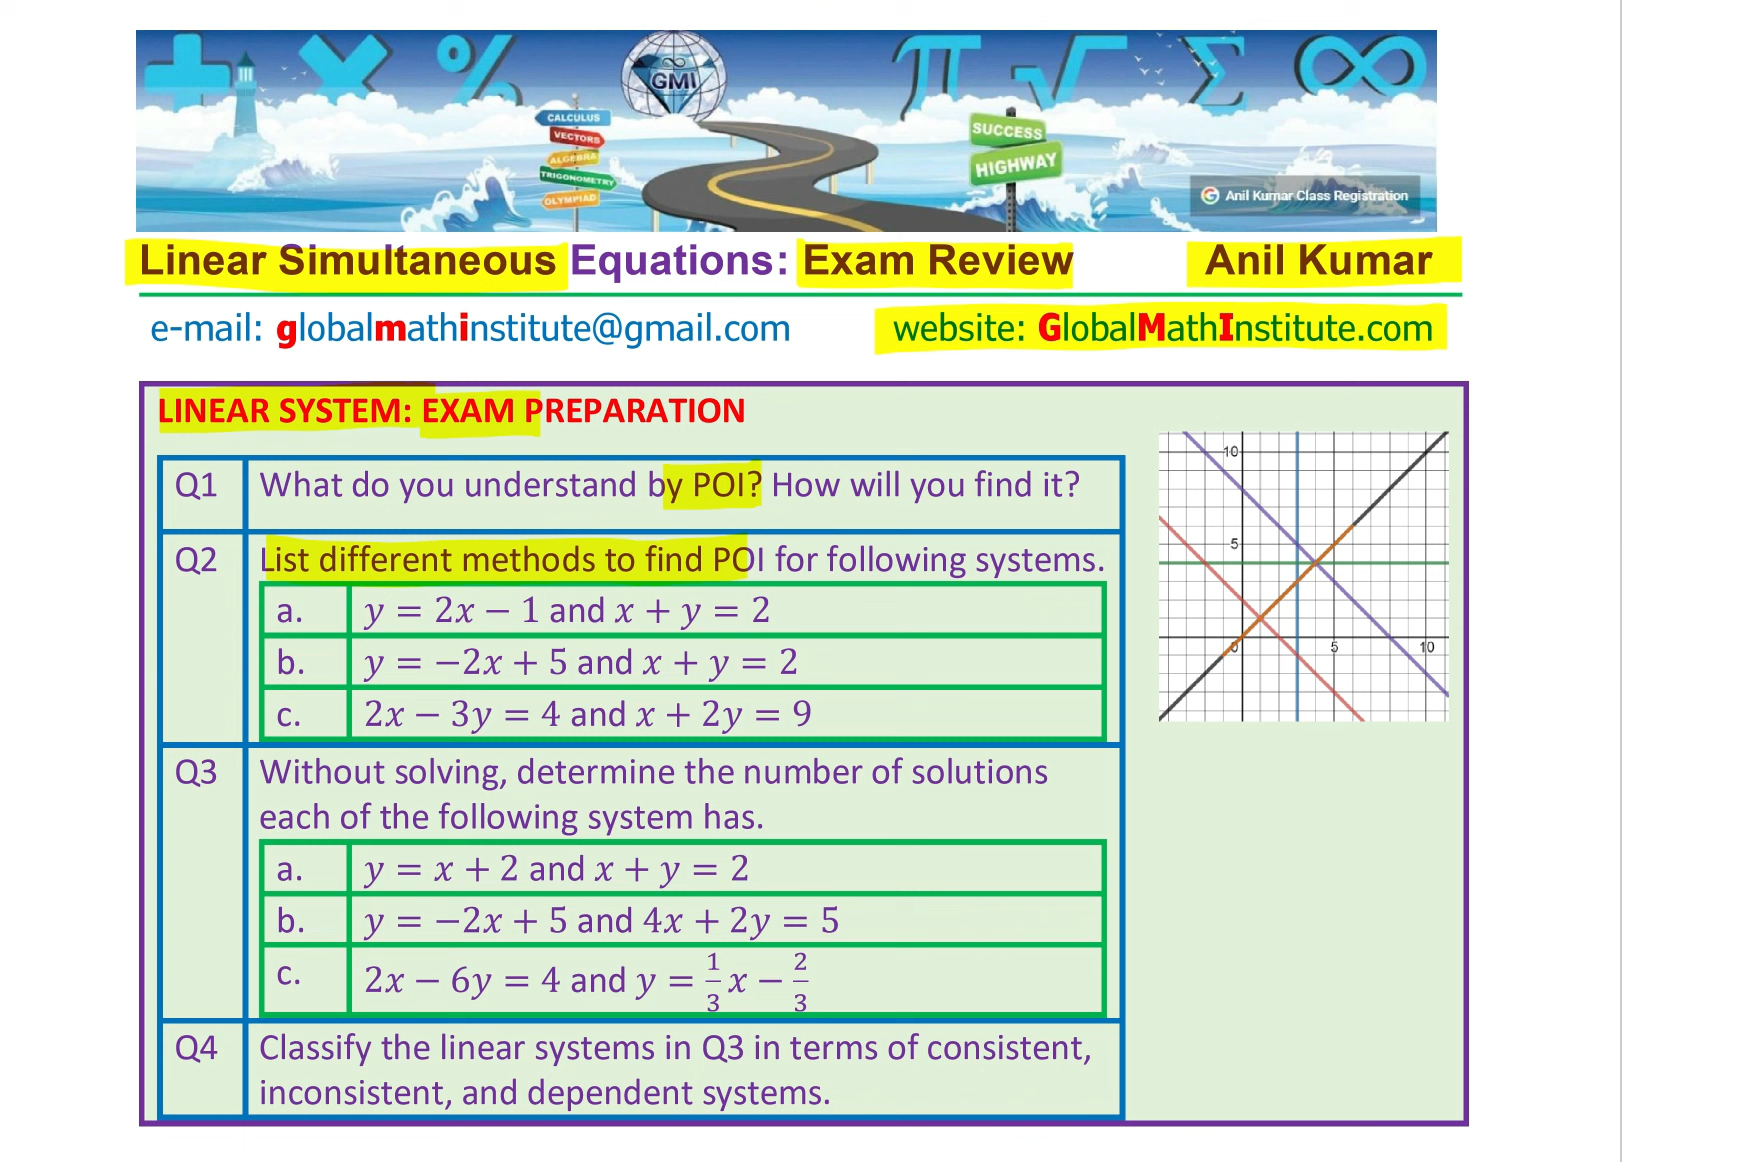 + × % GMI π √ Σ ∞
CALCULUS
VECTORS
ALGEBRA
TRIGONOMETRY
OLYMPIAD
SUCCESS
HIGHWAY
G Anil Kumar Class Registration
Linear Simultaneous Equations: Exam Review Anil Kumar
e-mail: globalmathinstitute@gmail.com website: GlobalMathInstitute.com
LINEAR SYSTEM: EXAM PREPARATION
Q1 What do you understand by POI? How will you find it?
Q2 List different methods to find POI for following systems.
a. y = 2x − 1 and x + y = 2
b. y = −2x + 5 and x + y = 2
c. 2x − 3y = 4 and x + 2y = 9
Q3 Without solving, determine the number of solutions
each of the following system has.
a. y = x + 2 and x + y = 2
b. y = −2x + 5 and 4x + 2y = 5
c. 2x − 6y = 4 and y = 1/3 x − 2/3
Q4 Classify the linear systems in Q3 in terms of consistent,
inconsistent, and dependent systems.
10
5
0 5 10